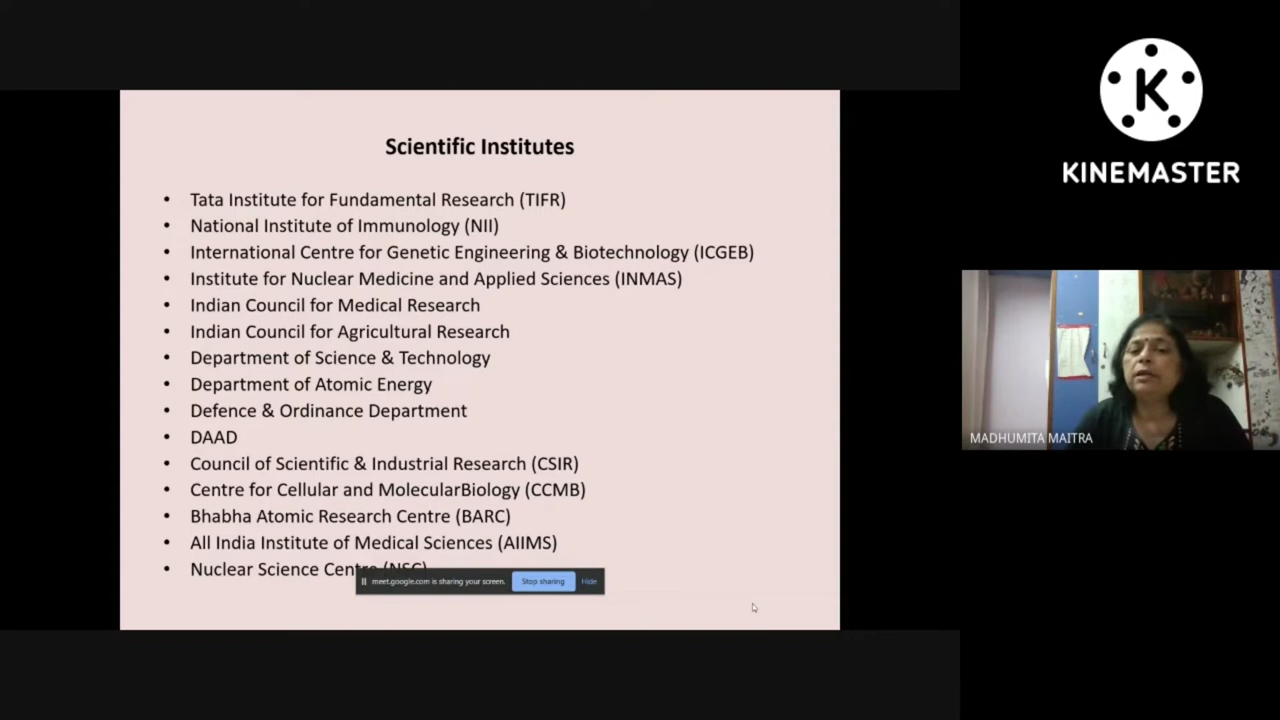 Scientific Institutes
• Tata Institute for Fundamental Research (TIFR)
• National Institute of Immunology (NII)
• International Centre for Genetic Engineering & Biotechnology (ICGEB)
• Institute for Nuclear Medicine and Applied Sciences (INMAS)
• Indian Council for Medical Research
• Indian Council for Agricultural Research
• Department of Science & Technology
• Department of Atomic Energy
• Defence & Ordinance Department
• DAAD
• Council of Scientific & Industrial Research (CSIR)
• Centre for Cellular and MolecularBiology (CCMB)
• Bhabha Atomic Research Centre (BARC)
• All India Institute of Medical Sciences (AIIMS)
• Nuclear Science Centre (NSC)
meet.google.com is sharing your screen. Stop sharing Hide
K
KINEMASTER
MADHUMITA MAITRA